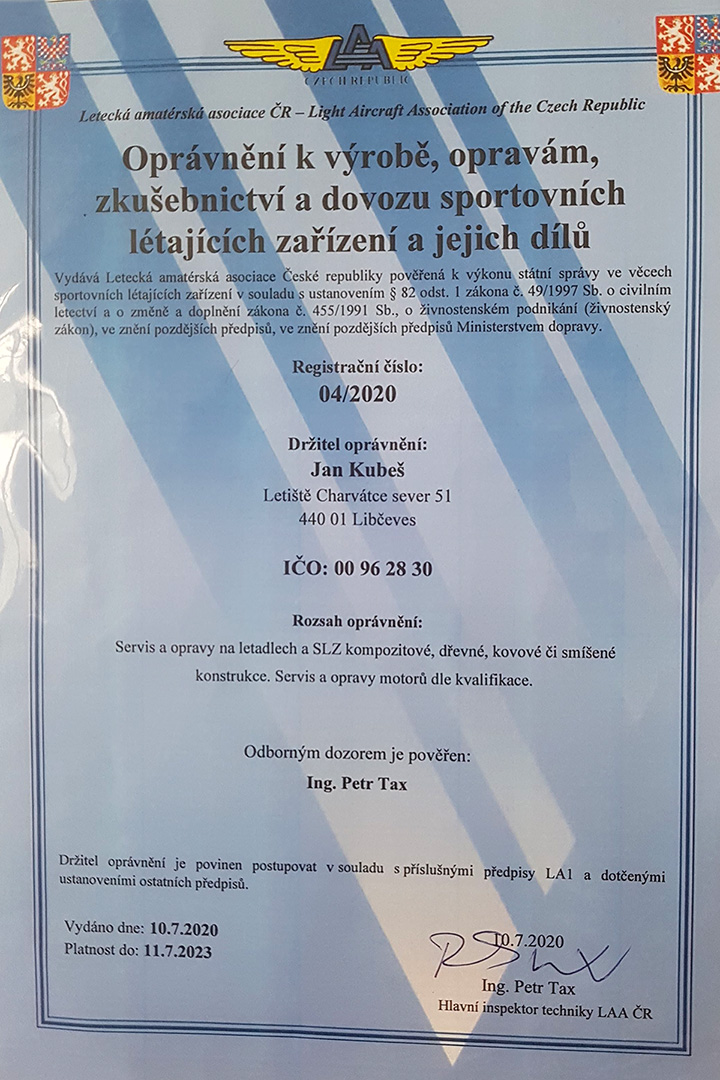 LAA
CZECH REPUBLIC
Letecká amatérská asociace ČR – Light Aircraft Association of the Czech Republic
Oprávnění k výrobě, opravám,
zkušebnictví a dovozu sportovních
létajících zařízení a jejich dílů
Vydává Letecká amatérská asociace České republiky pověřená k výkonu státní správy ve věcech
sportovních létajících zařízení v souladu s ustanovením § 82 odst. 1 zákona č. 49/1997 Sb. o civilním
letectví a o změně a doplnění zákona č. 455/1991 Sb., o živnostenském podnikání (živnostenský
zákon), ve znění pozdějších předpisů, ve znění pozdějších předpisů Ministerstvem dopravy.
Registrační číslo:
04/2020
Držitel oprávnění:
Jan Kubeš
Letiště Charvátce sever 51
440 01 Libčeves
IČO: 00 96 28 30
Rozsah oprávnění:
Servis a opravy na letadlech a SLZ kompozitové, dřevné, kovové či smíšené
konstrukce. Servis a opravy motorů dle kvalifikace.
Odborným dozorem je pověřen:
Ing. Petr Tax
Držitel oprávnění je povinen postupovat v souladu s příslušnými předpisy LA1 a dotčenými
ustanoveními ostatních předpisů.
Vydáno dne: 10.7.2020
Platnost do: 11.7.2023
10.7.2020
Ing. Petr Tax
Hlavní inspektor techniky LAA ČR